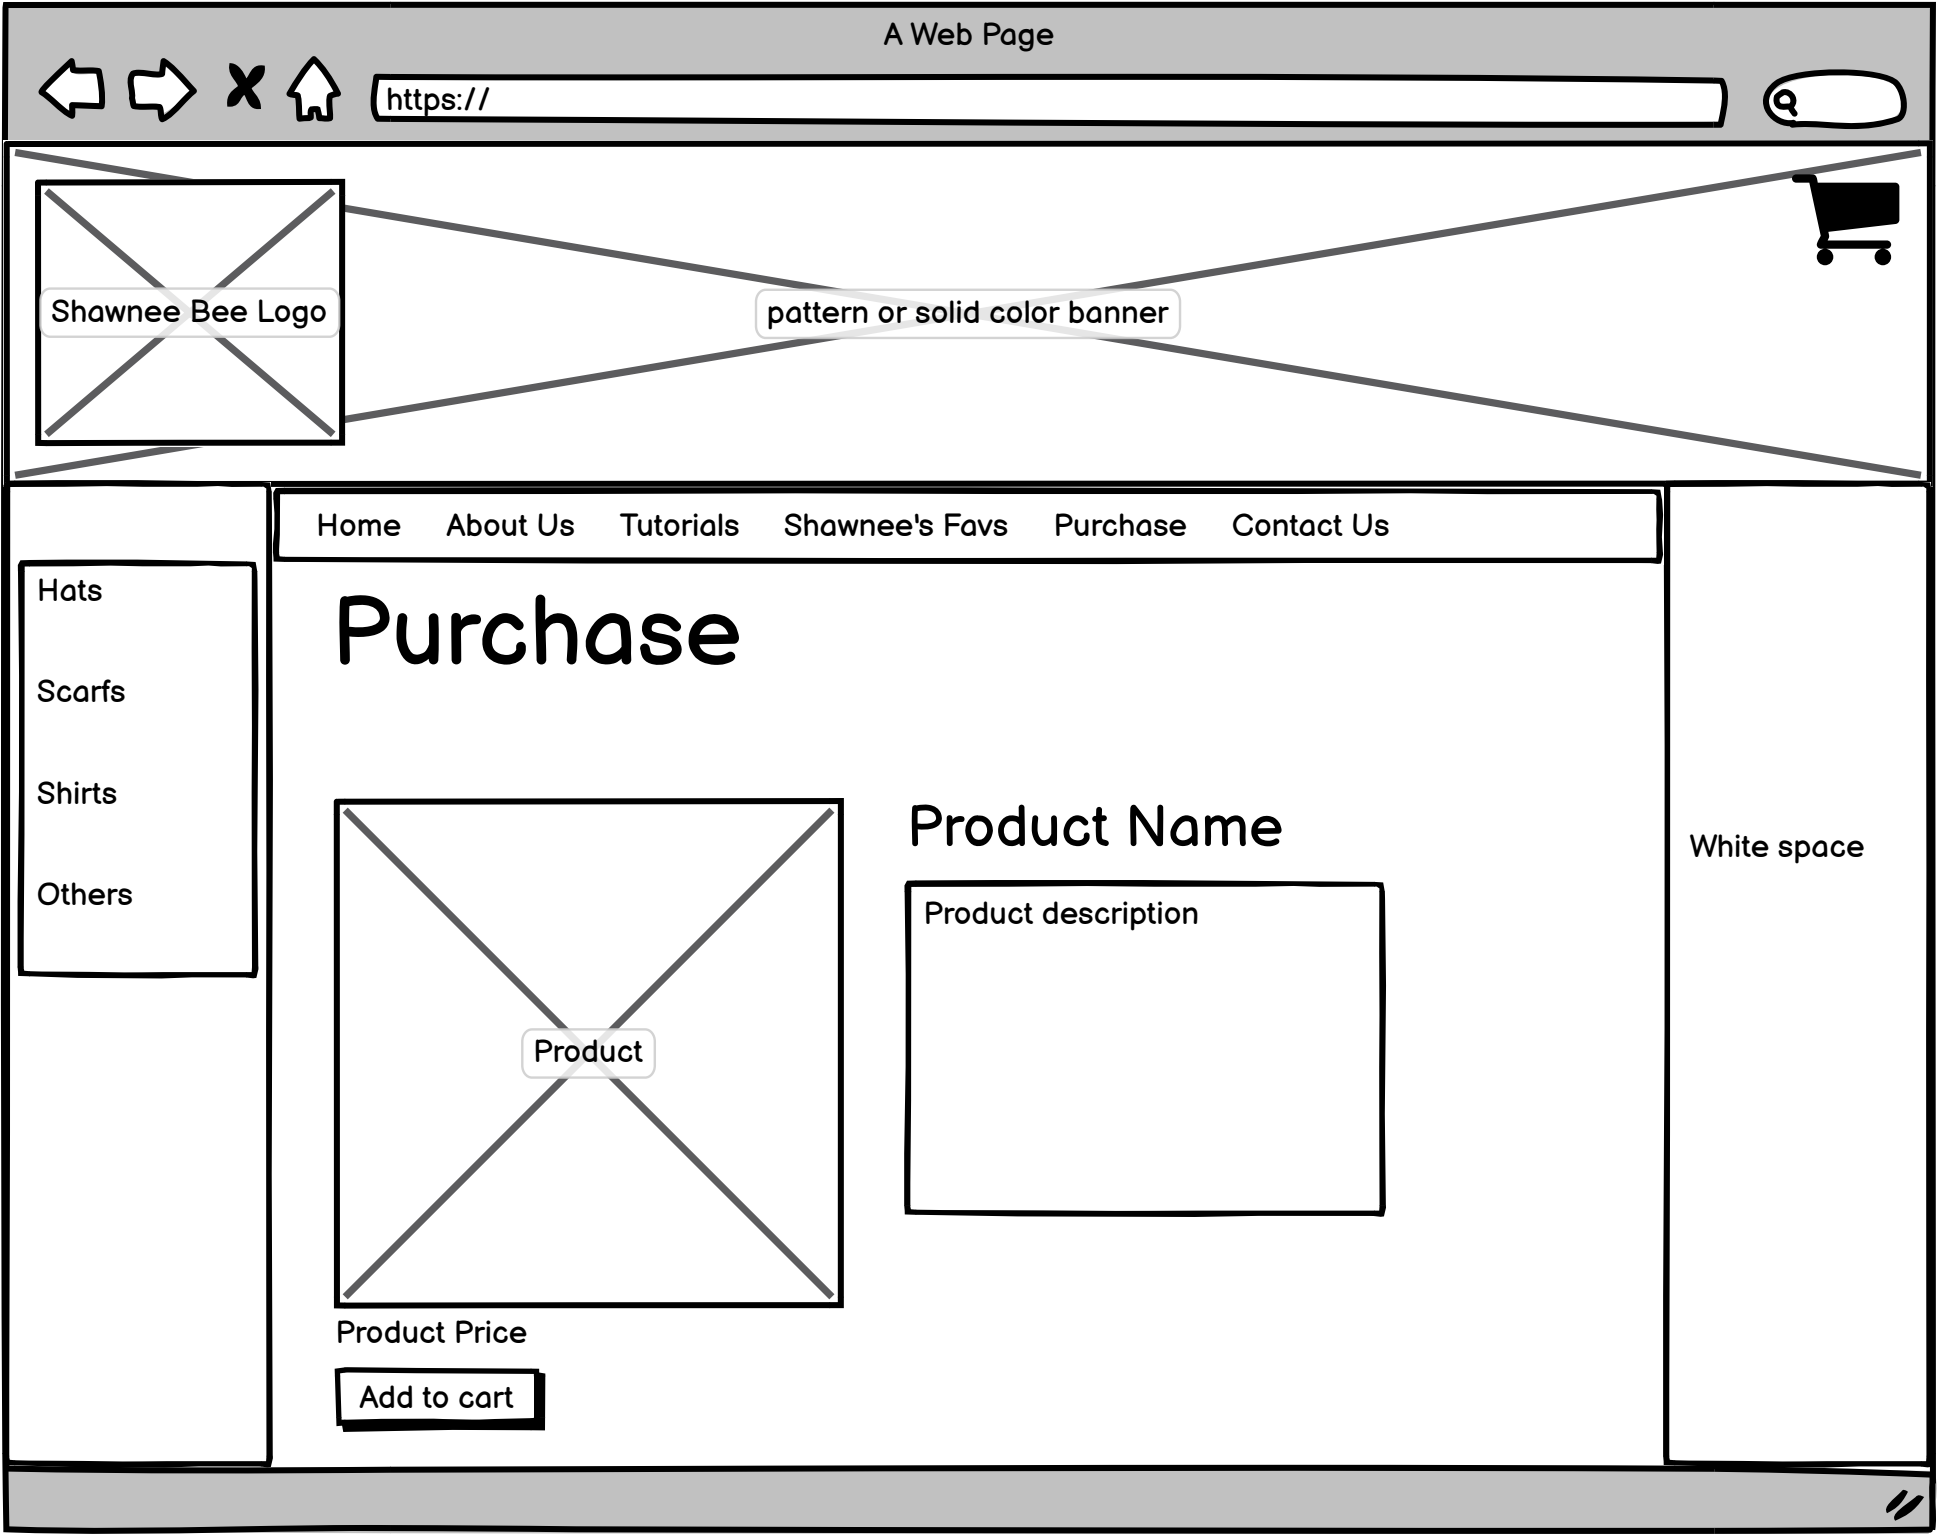 A Web Page
https://
Shawnee Bee Logo
pattern or solid color banner
Home About Us Tutorials Shawnee's Favs Purchase Contact Us
Hats
Scarfs
Shirts
Others
Purchase
Product
Product Name
Product description
Product Price
Add to cart
White space